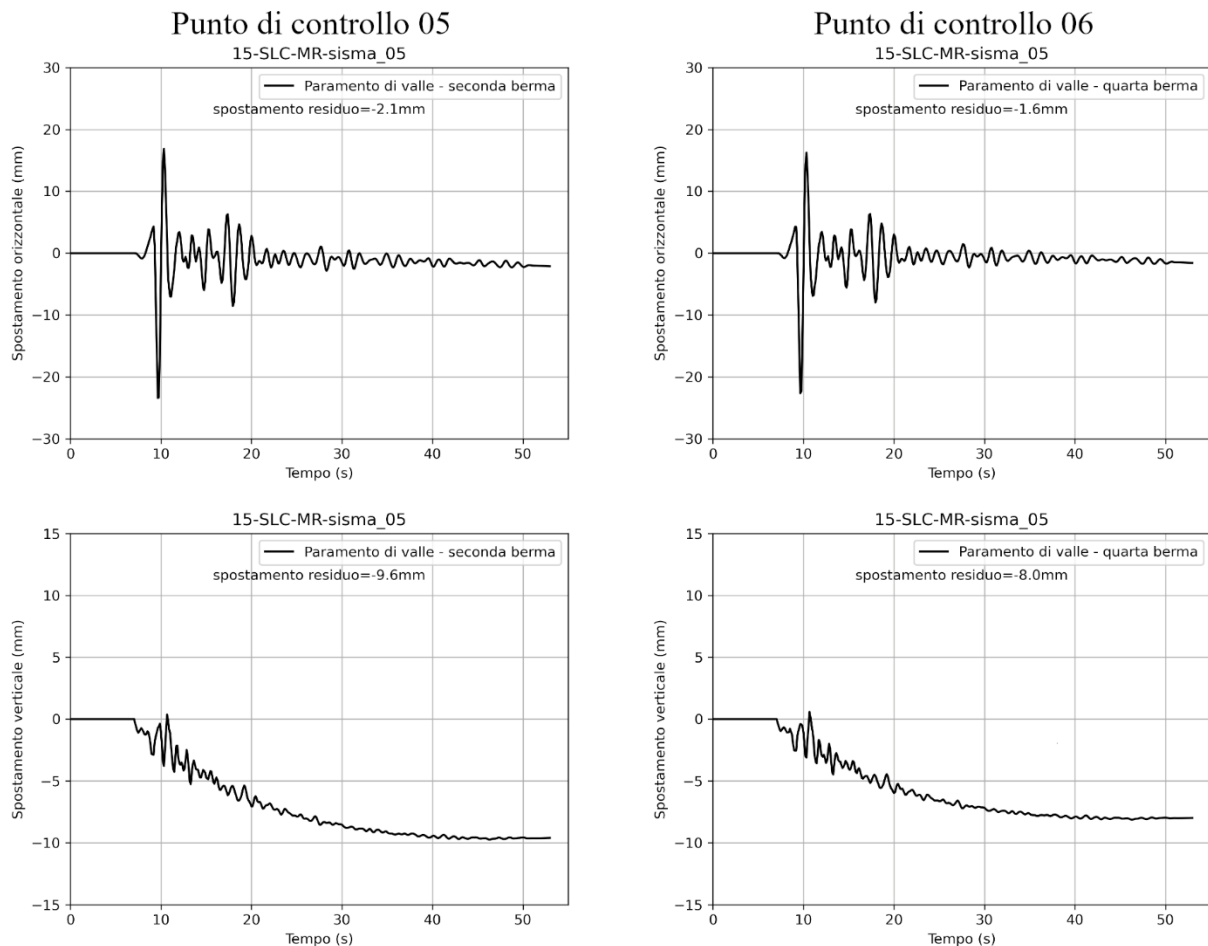 Punto di controllo 05
15-SLC-MR-sisma_05
Paramento di valle - seconda berma
spostamento residuo=-2.1mm
Spostamento orizzontale (mm)
30
20
10
0
−10
−20
−30
0 10 20 30 40 50
Tempo (s)
Punto di controllo 06
15-SLC-MR-sisma_05
Paramento di valle - quarta berma
spostamento residuo=-1.6mm
Spostamento orizzontale (mm)
30
20
10
0
−10
−20
−30
0 10 20 30 40 50
Tempo (s)
15-SLC-MR-sisma_05
Paramento di valle - seconda berma
spostamento residuo=-9.6mm
Spostamento verticale (mm)
15
10
5
0
−5
−10
−15
0 10 20 30 40 50
Tempo (s)
15-SLC-MR-sisma_05
Paramento di valle - quarta berma
spostamento residuo=-8.0mm
Spostamento verticale (mm)
15
10
5
0
−5
−10
−15
0 10 20 30 40 50
Tempo (s)